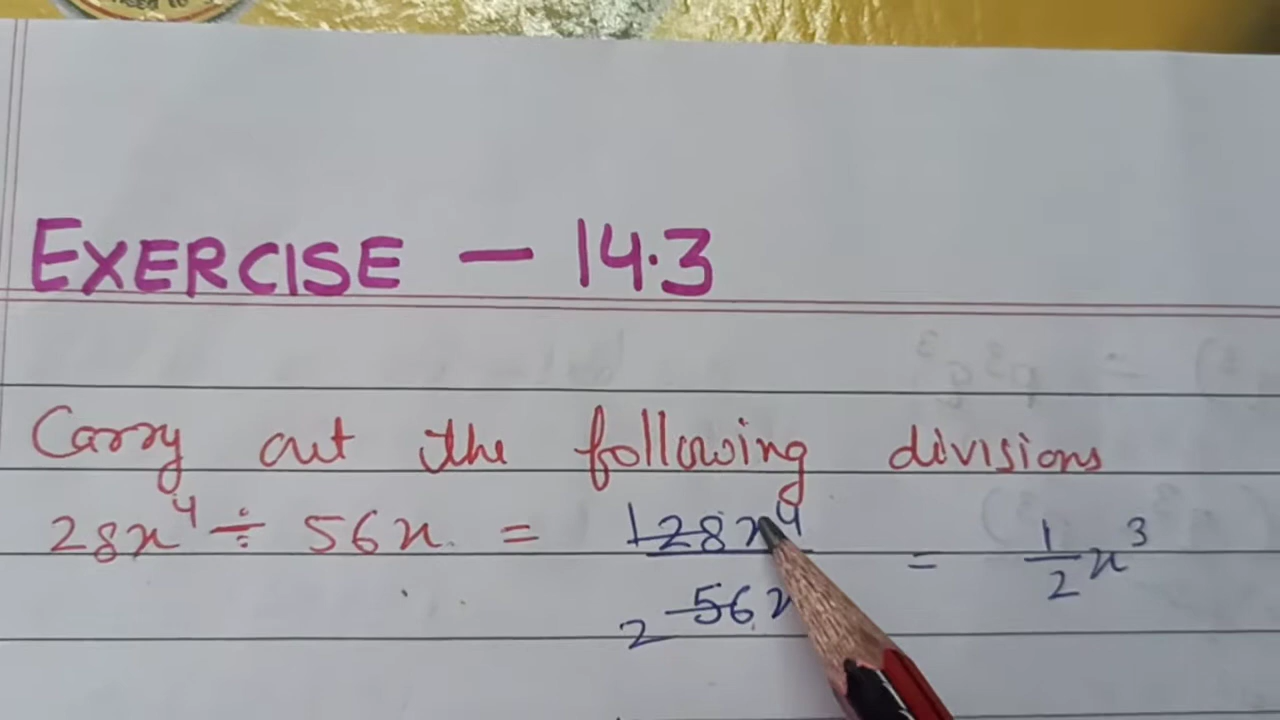 EXERCISE — 14.3
Carry out the following divisions
28x⁴ ÷ 56x = 1 28x⁴ / 2 56x = 1/2 x³